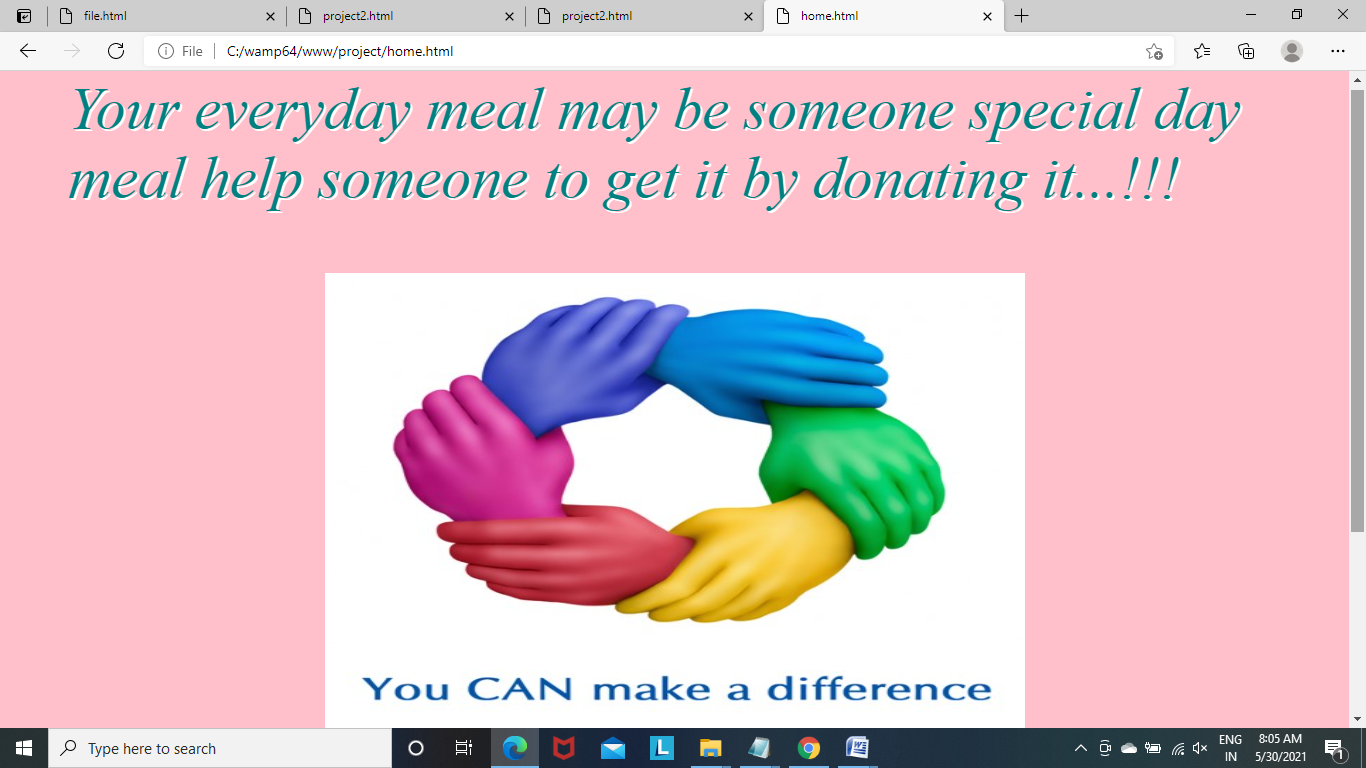 file.html
project2.html
project2.html
home.html
File
C:/wamp64/www/project/home.html
Your everyday meal may be someone special day
meal help someone to get it by donating it...!!!
You CAN make a difference
Type here to search
L
W
ENG
IN
8:05 AM
5/30/2021
1